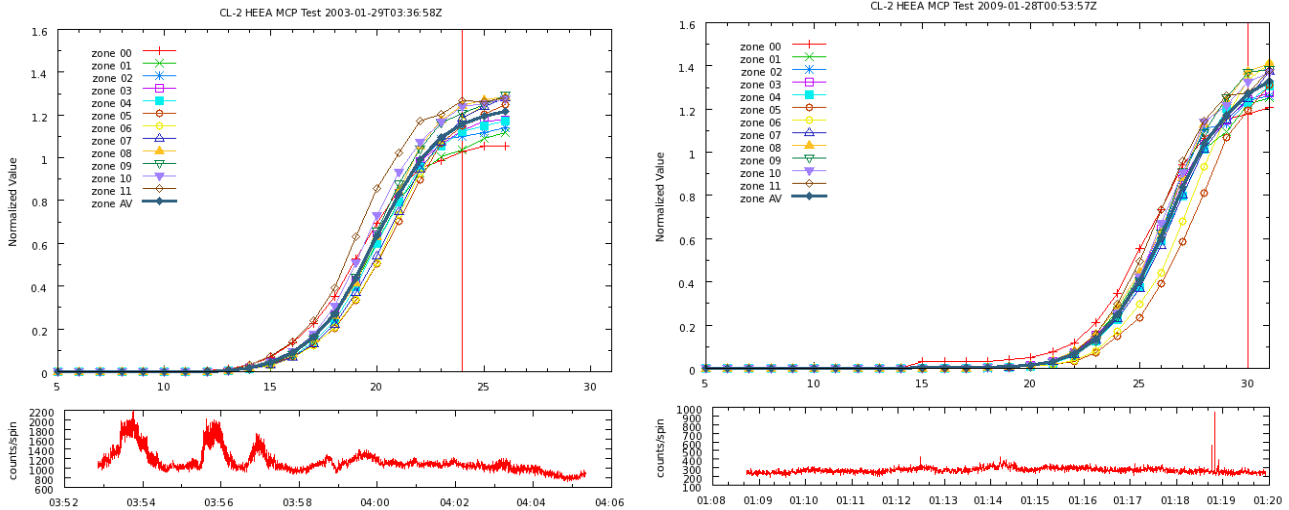 CL-2 HEEA MCP Test 2003-01-29T03:36:58Z
Normalized Value
1.6
1.4
1.2
1
0.8
0.6
0.4
0.2
0
zone 00
zone 01
zone 02
zone 03
zone 04
zone 05
zone 06
zone 07
zone 08
zone 09
zone 10
zone 11
zone AV
5 10 15 20 25 30
counts/spin
2200
2000
1800
1600
1400
1200
1000
800
600
03:52 03:54 03:56 03:58 04:00 04:02 04:04 04:06
CL-2 HEEA MCP Test 2009-01-28T00:53:57Z
Normalized Value
1.6
1.4
1.2
1
0.8
0.6
0.4
0.2
0
zone 00
zone 01
zone 02
zone 03
zone 04
zone 05
zone 06
zone 07
zone 08
zone 09
zone 10
zone 11
zone AV
5 10 15 20 25 30
counts/spin
1000
900
800
700
600
500
400
300
200
100
01:08 01:09 01:10 01:11 01:12 01:13 01:14 01:15 01:16 01:17 01:18 01:19 01:20